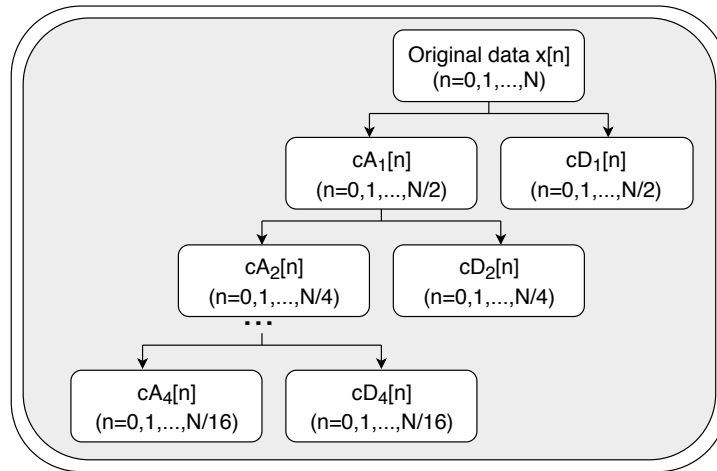 Original data x[n]
(n=0,1,...,N)
cA₁[n]
(n=0,1,...,N/2)
cD₁[n]
(n=0,1,...,N/2)
cA₂[n]
(n=0,1,...,N/4)
cD₂[n]
(n=0,1,...,N/4)
...
cA₄[n]
(n=0,1,...,N/16)
cD₄[n]
(n=0,1,...,N/16)